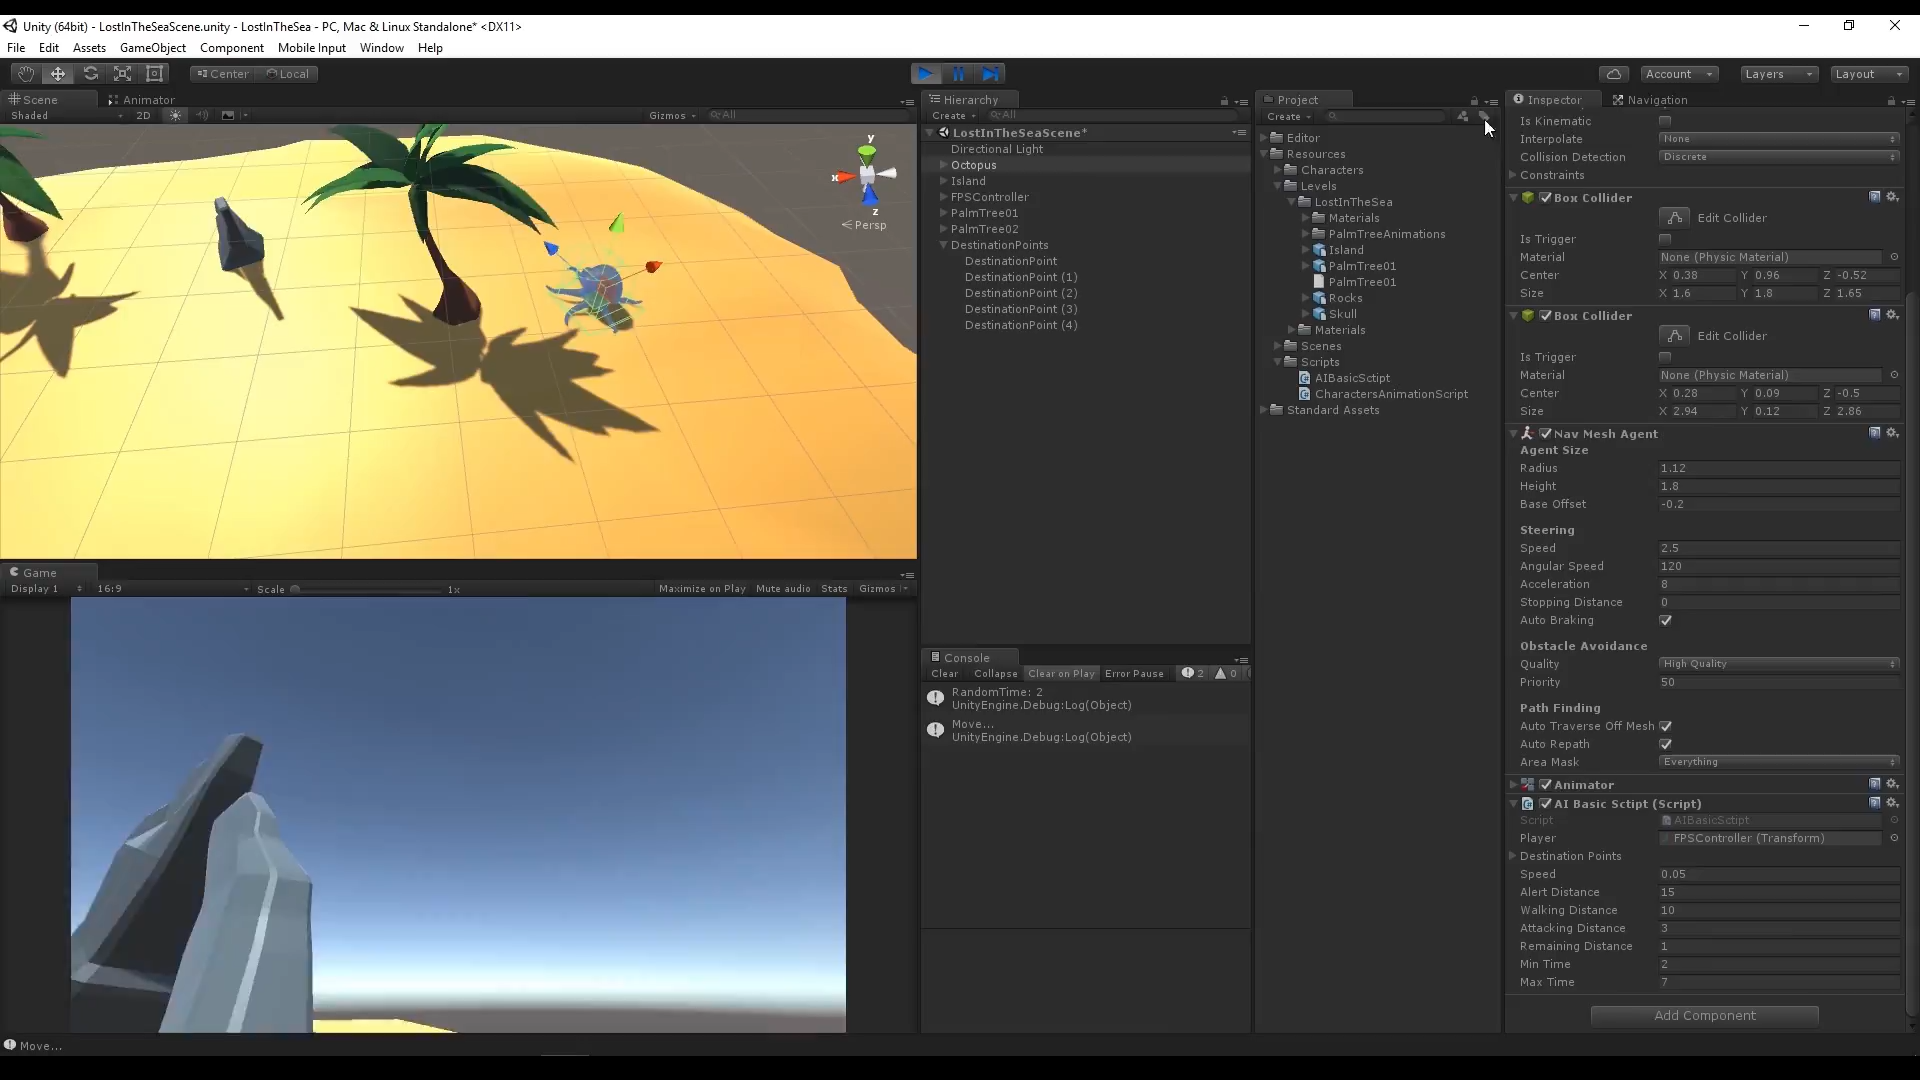 Unity (64bit) - LostInTheSeaScene.unity - LostInTheSea - PC, Mac & Linux Standalone* <DX11>
File Edit Assets GameObject Component Mobile Input Window Help
Center Local
Account Layers Layout
Scene Animator
Shaded 2D Gizmos All
y
x
z
Persp
Game
Display 1 16:9 Scale 1x Maximize on Play Mute audio Stats Gizmos
Move...
Hierarchy
Create All
LostInTheSeaScene*
Directional Light
Octopus
Island
FPSController
PalmTree01
PalmTree02
DestinationPoints
DestinationPoint
DestinationPoint (1)
DestinationPoint (2)
DestinationPoint (3)
DestinationPoint (4)
Console
Clear Collapse Clear on Play Error Pause 2 0
RandomTime: 2
UnityEngine.Debug:Log(Object)
Move...
UnityEngine.Debug:Log(Object)
Project
Create
Editor
Resources
Characters
Levels
LostInTheSea
Materials
PalmTreeAnimations
Island
PalmTree01
PalmTree01
Rocks
Skull
Materials
Scenes
Scripts
AIBasicSctipt
CharactersAnimationScript
Standard Assets
Inspector Navigation
Is Kinematic
Interpolate None
Collision Detection Discrete
Constraints
Box Collider
Edit Collider
Is Trigger
Material None (Physic Material)
Center X 0.38 Y 0.96 Z -0.52
Size X 1.6 Y 1.8 Z 1.65
Box Collider
Edit Collider
Is Trigger
Material None (Physic Material)
Center X 0.28 Y 0.09 Z -0.5
Size X 2.94 Y 0.12 Z 2.86
Nav Mesh Agent
Agent Size
Radius 1.12
Height 1.8
Base Offset -0.2
Steering
Speed 2.5
Angular Speed 120
Acceleration 8
Stopping Distance 0
Auto Braking
Obstacle Avoidance
Quality High Quality
Priority 50
Path Finding
Auto Traverse Off Mesh
Auto Repath
Area Mask Everything
Animator
AI Basic Sctipt (Script)
Script AIBasicSctipt
Player FPSController (Transform)
Destination Points
Speed 0.05
Alert Distance 15
Walking Distance 10
Attacking Distance 3
Remaining Distance 1
Min Time 2
Max Time 7
Add Component